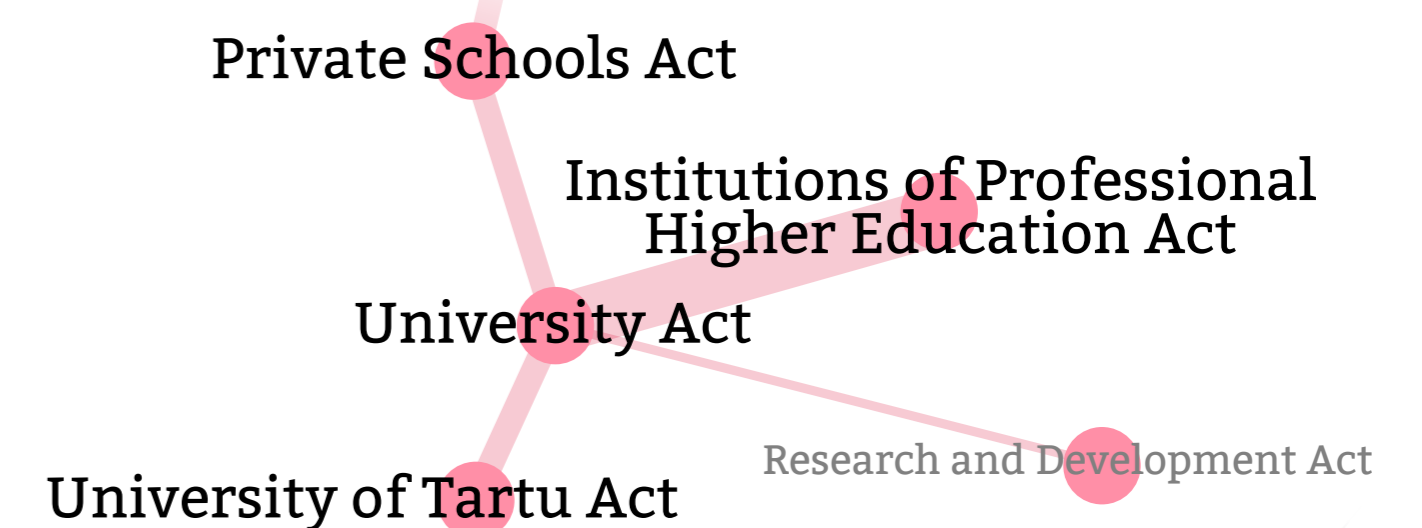 Private Schools Act
Institutions of Professional
Higher Education Act
University Act
Research and Development Act
University of Tartu Act